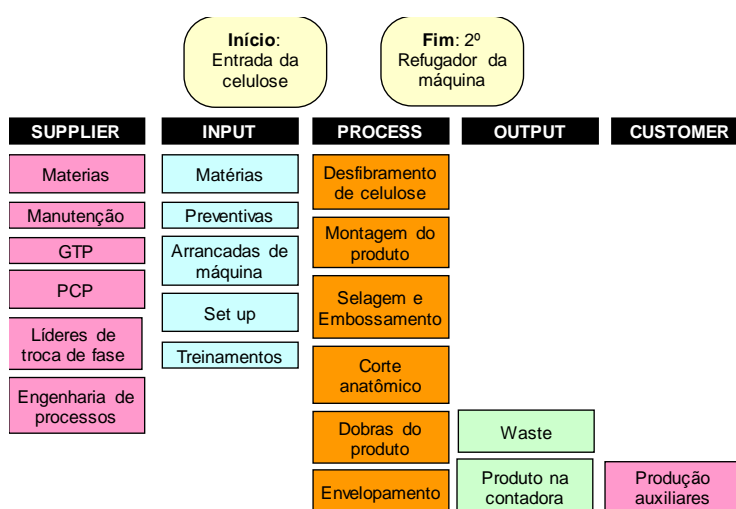 Início:
Entrada da
celulose
Fim: 2º
Refugador da
máquina
SUPPLIER
INPUT
PROCESS
OUTPUT
CUSTOMER
Materias
Manutenção
GTP
PCP
Líderes de
troca de fase
Engenharia de
processos
Matérias
Preventivas
Arrancadas de
máquina
Set up
Treinamentos
Desfibramento
de celulose
Montagem do
produto
Selagem e
Embossamento
Corte
anatômico
Dobras do
produto
Envelopamento
Waste
Produto na
contadora
Produção
auxiliares